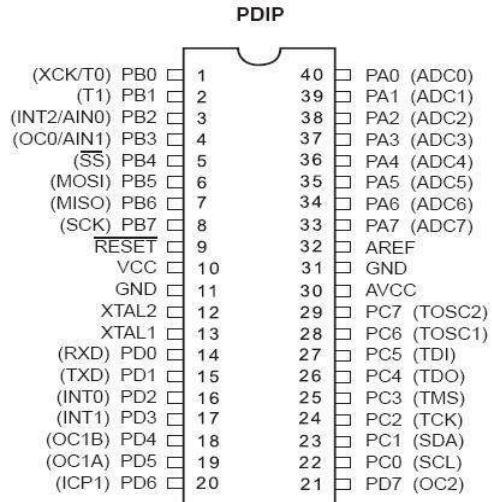 PDIP
(XCK/T0) PB0 1 40 PA0 (ADC0)
(T1) PB1 2 39 PA1 (ADC1)
(INT2/AIN0) PB2 3 38 PA2 (ADC2)
(OC0/AIN1) PB3 4 37 PA3 (ADC3)
(SS) PB4 5 36 PA4 (ADC4)
(MOSI) PB5 6 35 PA5 (ADC5)
(MISO) PB6 7 34 PA6 (ADC6)
(SCK) PB7 8 33 PA7 (ADC7)
RESET 9 32 AREF
VCC 10 31 GND
GND 11 30 AVCC
XTAL2 12 29 PC7 (TOSC2)
XTAL1 13 28 PC6 (TOSC1)
(RXD) PD0 14 27 PC5 (TDI)
(TXD) PD1 15 26 PC4 (TDO)
(INT0) PD2 16 25 PC3 (TMS)
(INT1) PD3 17 24 PC2 (TCK)
(OC1B) PD4 18 23 PC1 (SDA)
(OC1A) PD5 19 22 PC0 (SCL)
(ICP1) PD6 20 21 PD7 (OC2)